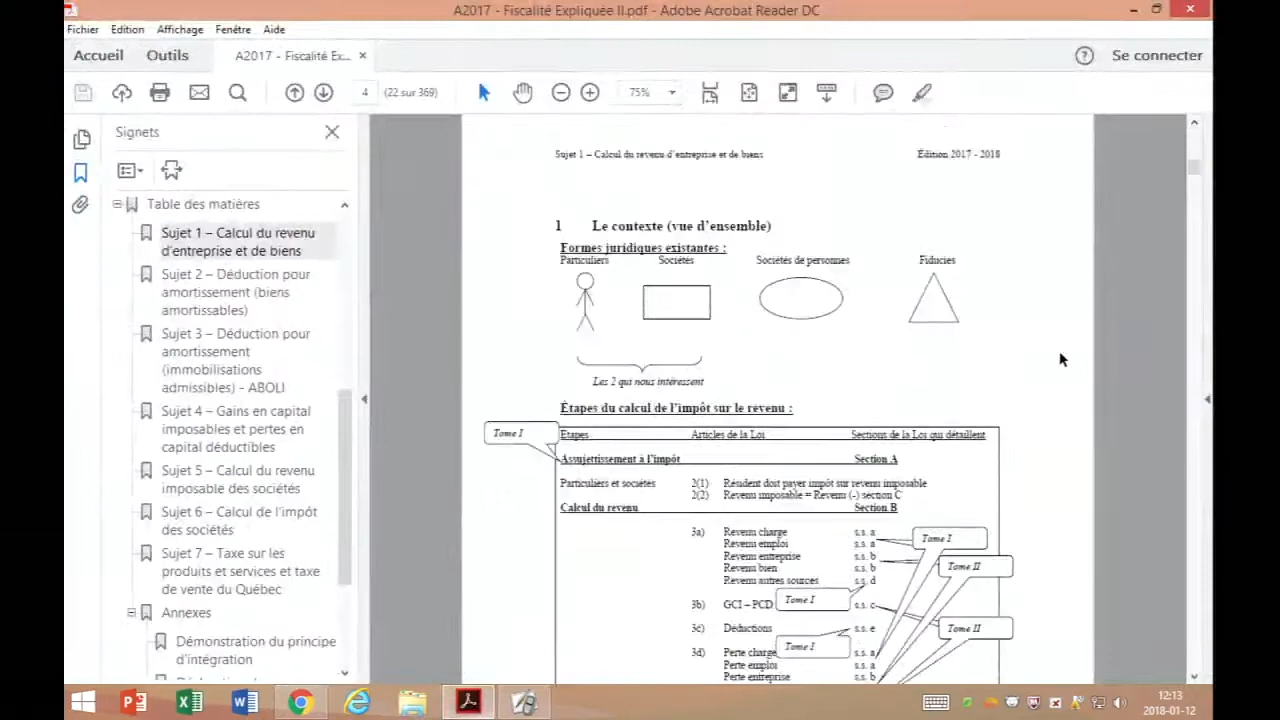 A2017 - Fiscalité Expliquée II.pdf - Adobe Acrobat Reader DC
Fichier Edition Affichage Fenêtre Aide
Accueil Outils A2017 - Fiscalité Ex... × Se connecter
4 (22 sur 369) 75%
Signets
Table des matières
Sujet 1 – Calcul du revenu
d'entreprise et de biens
Sujet 2 – Déduction pour
amortissement (biens
amortissables)
Sujet 3 – Déduction pour
amortissement
(immobilisations
admissibles) - ABOLI
Sujet 4 – Gains en capital
imposables et pertes en
capital déductibles
Sujet 5 – Calcul du revenu
imposable des sociétés
Sujet 6 – Calcul de l'impôt
des sociétés
Sujet 7 – Taxe sur les
produits et services et taxe
de vente du Québec
Annexes
Démonstration du principe
d'intégration
Sujet 1 – Calcul du revenu d'entreprise et de biens Édition 2017 - 2018
1 Le contexte (vue d'ensemble)
Formes juridiques existantes :
Particuliers Sociétés Sociétés de personnes Fiducies
Les 2 qui nous intéressent
Étapes du calcul de l'impôt sur le revenu :
Tome I
Etapes Articles de la Loi Sections de la Loi qui détaillent
Assujettissement à l'impôt Section A
Particuliers et sociétés 2(1) Résident doit payer impôt sur revenu imposable
2(2) Revenu imposable = Revenu (-) section C
Calcul du revenu Section B
3a) Revenu charge s.s. a
Tome I
Revenu emploi s.s. a
Revenu entreprise s.s. b
Revenu bien s.s. b
Tome II
Revenu autres sources s.s. d
3b) GCI – PCD Tome I s.s. c
3c) Déductions s.s. e
Tome II
3d) Perte charge Tome I s.s. a
Perte emploi s.s. a
Perte entreprise s.s. b
12:13
2018-01-12